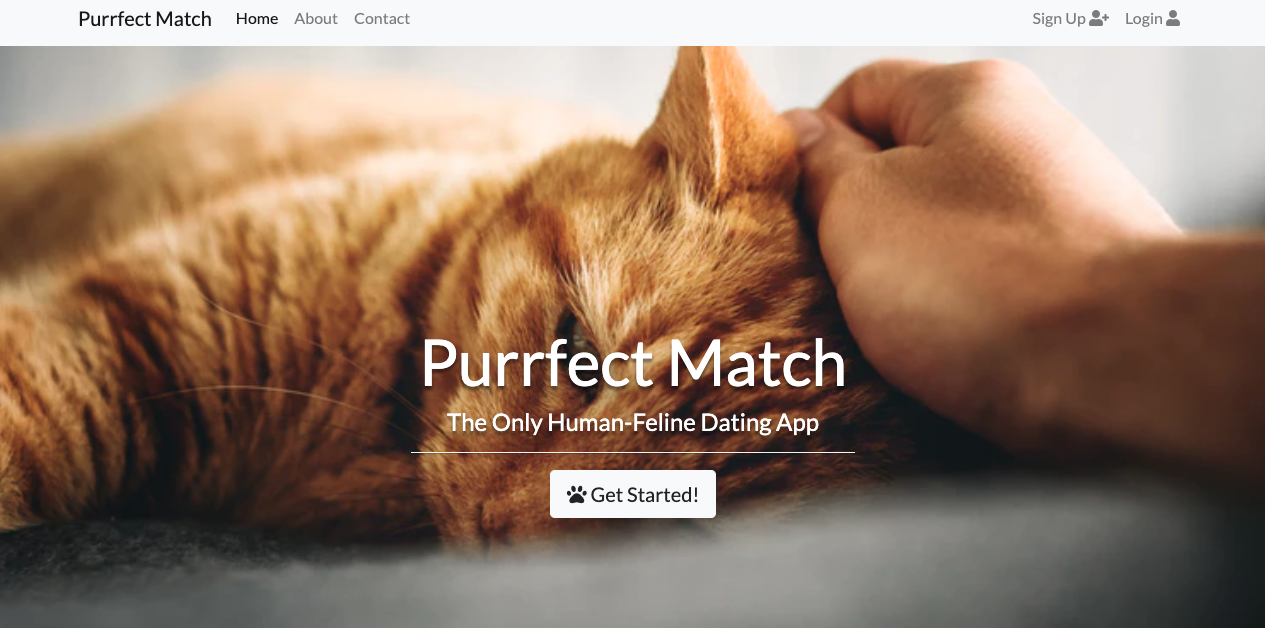 Purrfect Match Home About Contact Sign Up Login
Purrfect Match
The Only Human-Feline Dating App
Get Started!